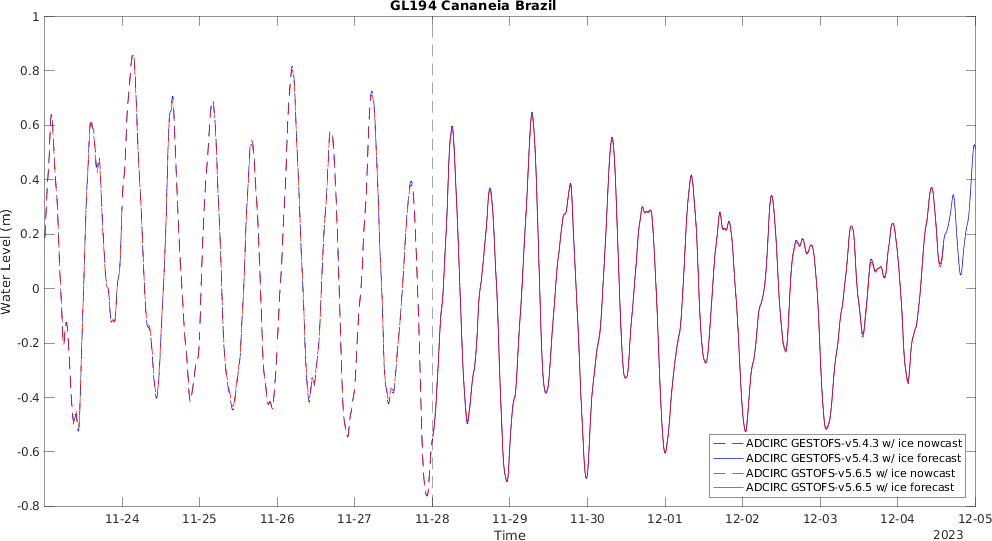 GL194 Cananeia Brazil
1
0.8
0.6
0.4
0.2
0
-0.2
-0.4
-0.6
-0.8
Water Level (m)
ADCIRC GESTOFS-v5.4.3 w/ ice nowcast
ADCIRC GESTOFS-v5.4.3 w/ ice forecast
ADCIRC GSTOFS-v5.6.5 w/ ice nowcast
ADCIRC GSTOFS-v5.6.5 w/ ice forecast
11-24 11-25 11-26 11-27 11-28 11-29 11-30 12-01 12-02 12-03 12-04 12-05
Time
2023